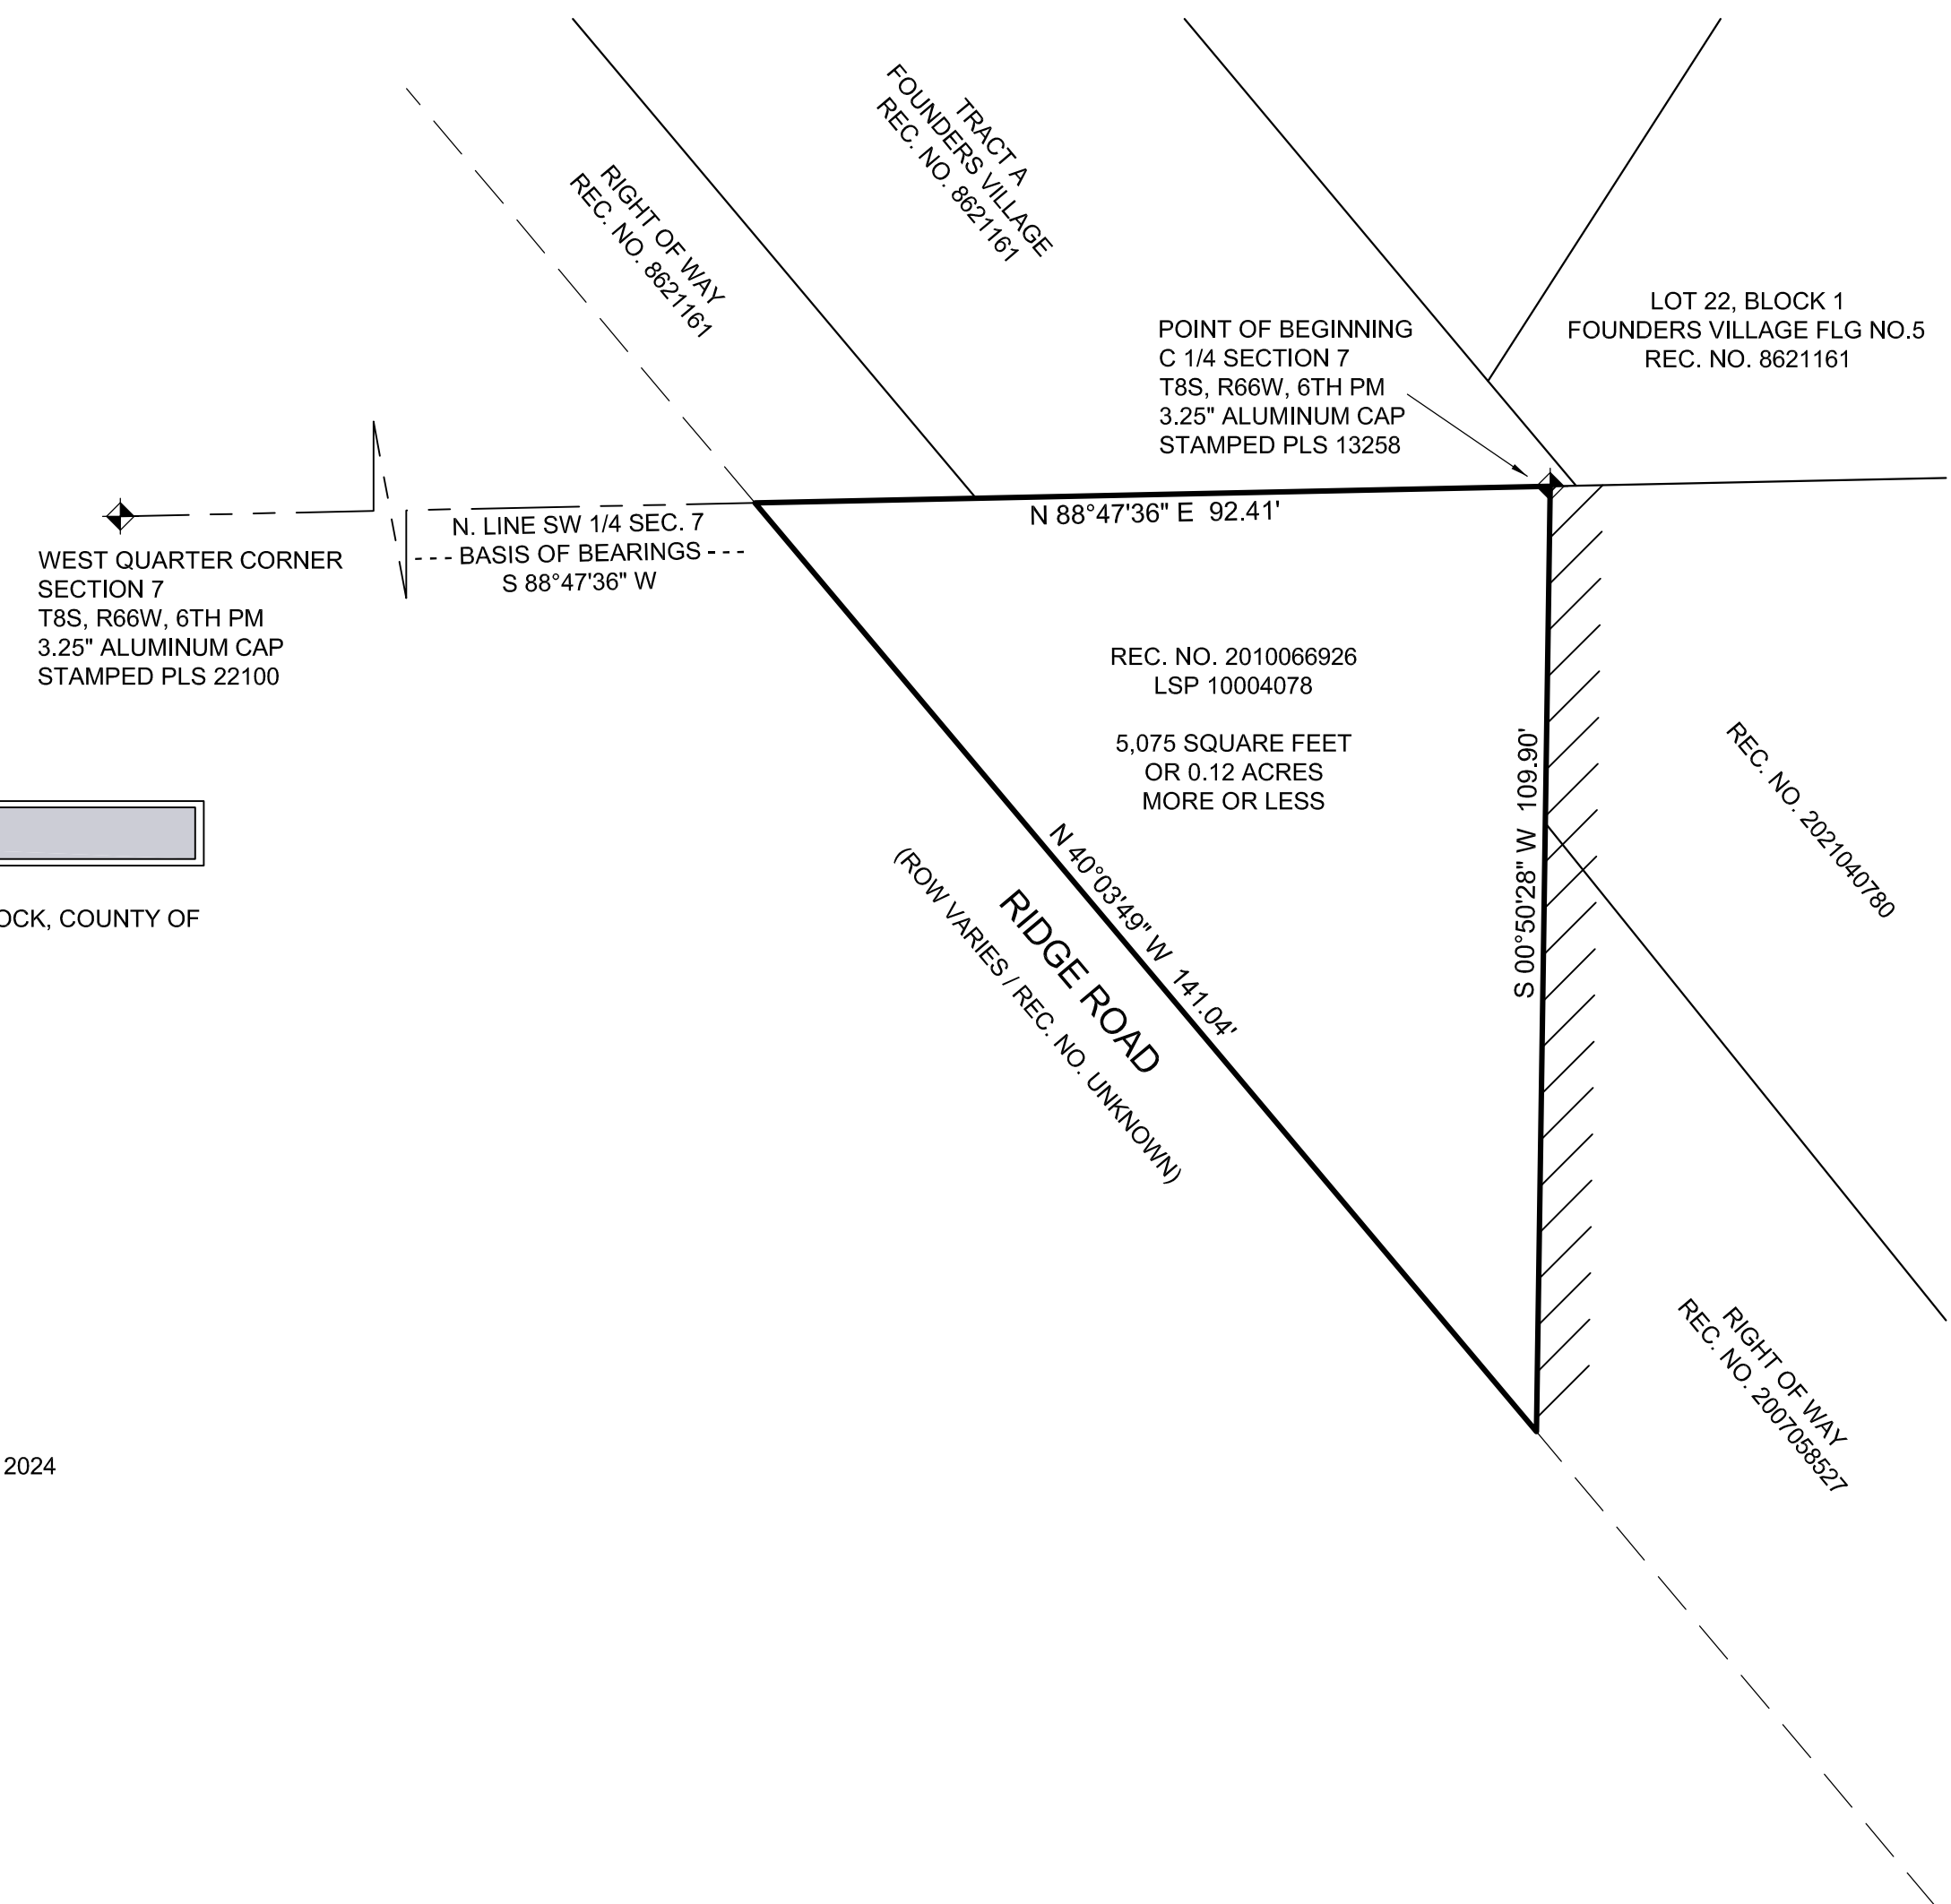 TRACT A
FOUNDERS VILLAGE
REC. NO. 8621161
RIGHT OF WAY
REC. NO. 8621161
LOT 22, BLOCK 1
FOUNDERS VILLAGE FLG NO.5
REC. NO. 8621161
POINT OF BEGINNING
C 1/4 SECTION 7
T8S, R66W, 6TH PM
3.25" ALUMINUM CAP
STAMPED PLS 13258
N 88°47'36" E 92.41'
N. LINE SW 1/4 SEC. 7
- - - BASIS OF BEARINGS - - -
S 88°47'36" W
WEST QUARTER CORNER
SECTION 7
T8S, R66W, 6TH PM
3.25" ALUMINUM CAP
STAMPED PLS 22100
REC. NO. 2010066926
LSP 10004078
5,075 SQUARE FEET
OR 0.12 ACRES
MORE OR LESS
S 00°50'28" W 109.90'
REC. NO. 2021040780
N 40°03'49" W 141.04'
RIDGE ROAD
(ROW VARIES / REC. NO. UNKNOWN)
OCK, COUNTY OF
RIGHT OF WAY
REC. NO. 2007058527
2024